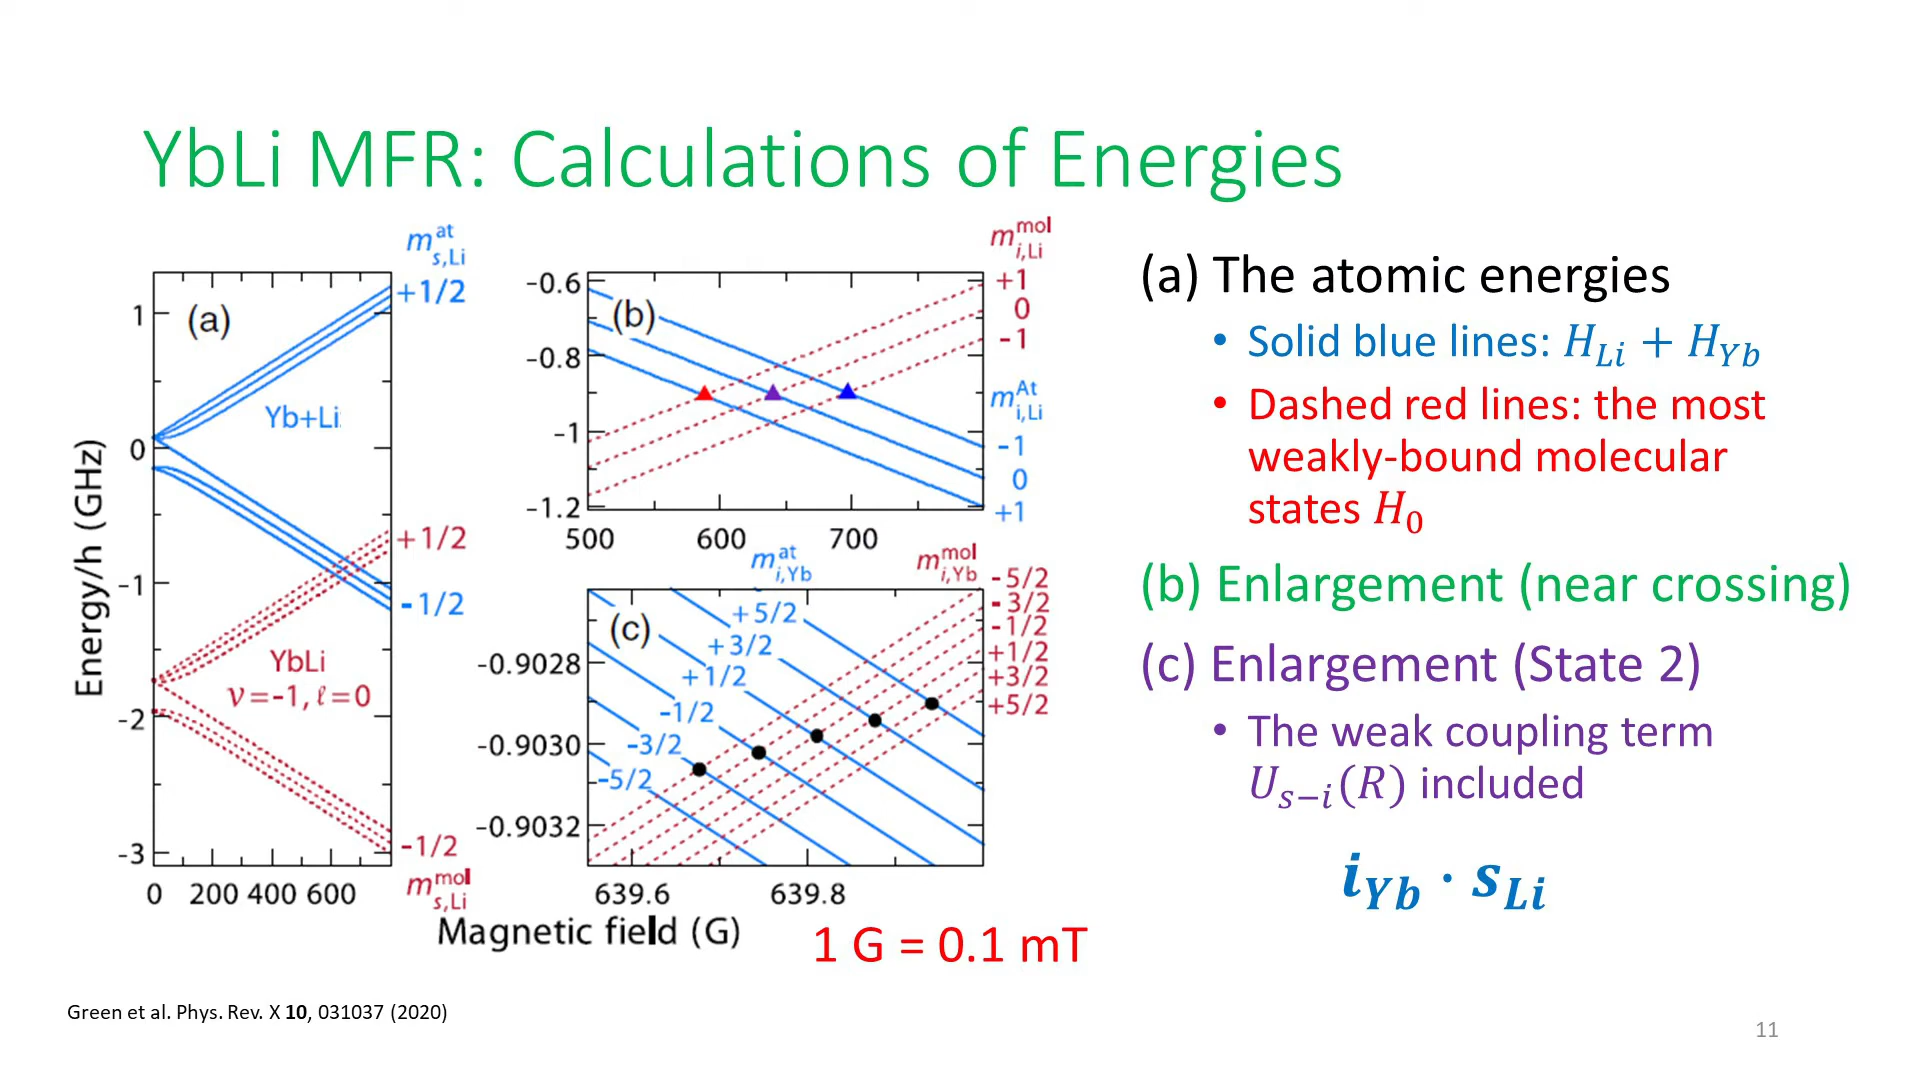 YbLi MFR: Calculations of Energies
m^at_s,Li
+1/2
(a)
Yb+Li
-1/2
+1/2
YbLi
v=-1, ℓ=0
-1/2
m^mol_s,Li
1
0
-1
-2
-3
Energy/h (GHz)
0 200 400 600
Magnetic field (G)
m^mol_i,Li
+1
0
-1
(b)
-0.6
-0.8
-1
-1.2
m^At_i,Li
-1
0
+1
500 600 700
m^at_i,Yb
m^mol_i,Yb
-5/2
-3/2
-1/2
+1/2
+3/2
+5/2
(c)
+5/2
+3/2
+1/2
-1/2
-3/2
-5/2
-0.9028
-0.9030
-0.9032
639.6 639.8
1 G = 0.1 mT
(a) The atomic energies
• Solid blue lines: H_Li + H_Yb
• Dashed red lines: the most
weakly-bound molecular
states H_0
(b) Enlargement (near crossing)
(c) Enlargement (State 2)
• The weak coupling term
U_s−i(R) included
i_Yb · s_Li
Green et al. Phys. Rev. X 10, 031037 (2020)
11